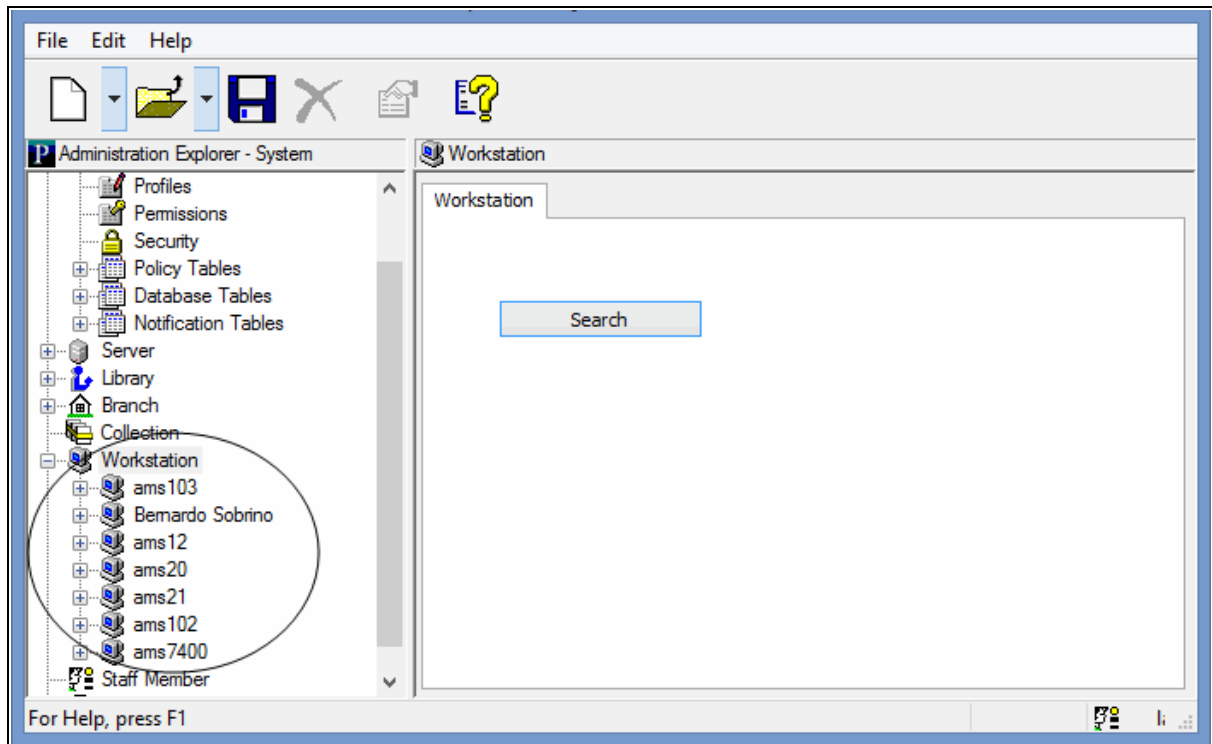 File Edit Help
Administration Explorer - System
Workstation
Profiles
Permissions
Security
Policy Tables
Database Tables
Notification Tables
Server
Library
Branch
Collection
Workstation
ams103
Bernardo Sobrino
ams12
ams20
ams21
ams102
ams7400
Staff Member
Workstation
Search
For Help, press F1